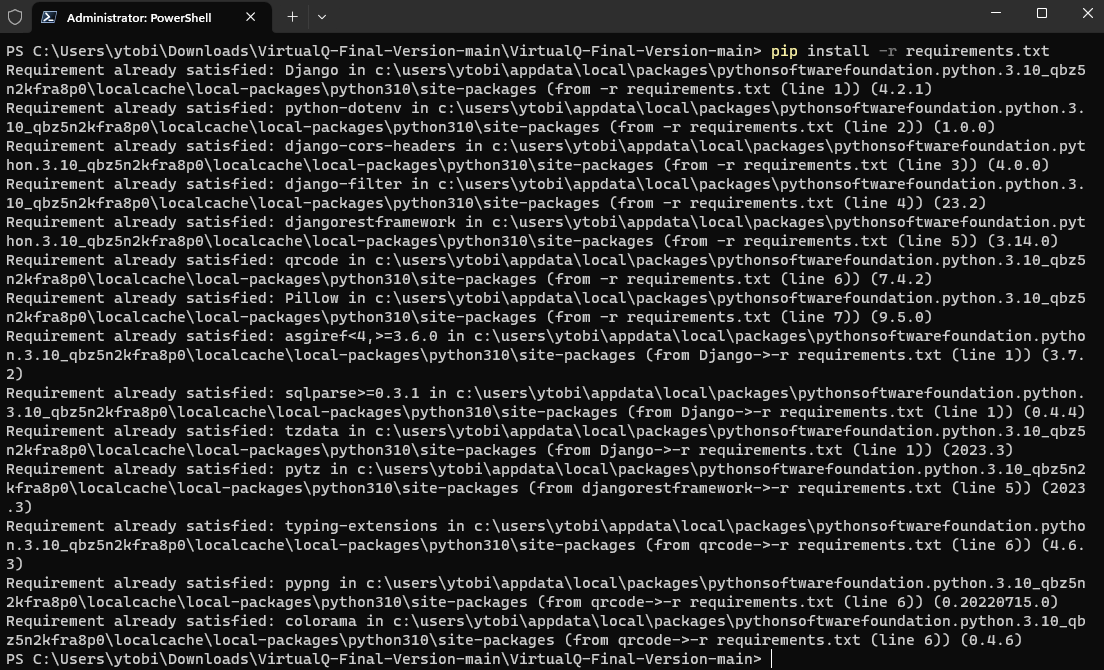 Administrator: PowerShell
PS C:\Users\ytobi\Downloads\VirtualQ-Final-Version-main\VirtualQ-Final-Version-main> pip install -r requirements.txt
Requirement already satisfied: Django in c:\users\ytobi\appdata\local\packages\pythonsoftwarefoundation.python.3.10_qbz5
n2kfra8p0\localcache\local-packages\python310\site-packages (from -r requirements.txt (line 1)) (4.2.1)
Requirement already satisfied: python-dotenv in c:\users\ytobi\appdata\local\packages\pythonsoftwarefoundation.python.3.
10_qbz5n2kfra8p0\localcache\local-packages\python310\site-packages (from -r requirements.txt (line 2)) (1.0.0)
Requirement already satisfied: django-cors-headers in c:\users\ytobi\appdata\local\packages\pythonsoftwarefoundation.pyt
hon.3.10_qbz5n2kfra8p0\localcache\local-packages\python310\site-packages (from -r requirements.txt (line 3)) (4.0.0)
Requirement already satisfied: django-filter in c:\users\ytobi\appdata\local\packages\pythonsoftwarefoundation.python.3.
10_qbz5n2kfra8p0\localcache\local-packages\python310\site-packages (from -r requirements.txt (line 4)) (23.2)
Requirement already satisfied: djangorestframework in c:\users\ytobi\appdata\local\packages\pythonsoftwarefoundation.pyt
hon.3.10_qbz5n2kfra8p0\localcache\local-packages\python310\site-packages (from -r requirements.txt (line 5)) (3.14.0)
Requirement already satisfied: qrcode in c:\users\ytobi\appdata\local\packages\pythonsoftwarefoundation.python.3.10_qbz5
n2kfra8p0\localcache\local-packages\python310\site-packages (from -r requirements.txt (line 6)) (7.4.2)
Requirement already satisfied: Pillow in c:\users\ytobi\appdata\local\packages\pythonsoftwarefoundation.python.3.10_qbz5
n2kfra8p0\localcache\local-packages\python310\site-packages (from -r requirements.txt (line 7)) (9.5.0)
Requirement already satisfied: asgiref<4,>=3.6.0 in c:\users\ytobi\appdata\local\packages\pythonsoftwarefoundation.pytho
n.3.10_qbz5n2kfra8p0\localcache\local-packages\python310\site-packages (from Django->-r requirements.txt (line 1)) (3.7.
2)
Requirement already satisfied: sqlparse>=0.3.1 in c:\users\ytobi\appdata\local\packages\pythonsoftwarefoundation.python.
3.10_qbz5n2kfra8p0\localcache\local-packages\python310\site-packages (from Django->-r requirements.txt (line 1)) (0.4.4)
Requirement already satisfied: tzdata in c:\users\ytobi\appdata\local\packages\pythonsoftwarefoundation.python.3.10_qbz5
n2kfra8p0\localcache\local-packages\python310\site-packages (from Django->-r requirements.txt (line 1)) (2023.3)
Requirement already satisfied: pytz in c:\users\ytobi\appdata\local\packages\pythonsoftwarefoundation.python.3.10_qbz5n2
kfra8p0\localcache\local-packages\python310\site-packages (from djangorestframework->-r requirements.txt (line 5)) (2023
.3)
Requirement already satisfied: typing-extensions in c:\users\ytobi\appdata\local\packages\pythonsoftwarefoundation.pytho
n.3.10_qbz5n2kfra8p0\localcache\local-packages\python310\site-packages (from qrcode->-r requirements.txt (line 6)) (4.6.
3)
Requirement already satisfied: pypng in c:\users\ytobi\appdata\local\packages\pythonsoftwarefoundation.python.3.10_qbz5n
2kfra8p0\localcache\local-packages\python310\site-packages (from qrcode->-r requirements.txt (line 6)) (0.20220715.0)
Requirement already satisfied: colorama in c:\users\ytobi\appdata\local\packages\pythonsoftwarefoundation.python.3.10_qb
z5n2kfra8p0\localcache\local-packages\python310\site-packages (from qrcode->-r requirements.txt (line 6)) (0.4.6)
PS C:\Users\ytobi\Downloads\VirtualQ-Final-Version-main\VirtualQ-Final-Version-main>